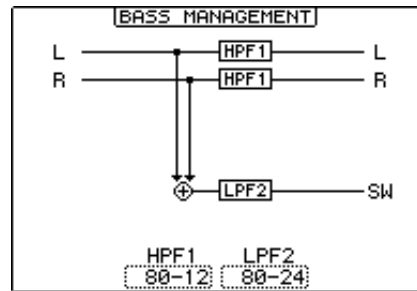 BASS MANAGEMENT
L HPF1 L
R HPF1 R
LPF2 SW
HPF1 LPF2
80-12 80-24